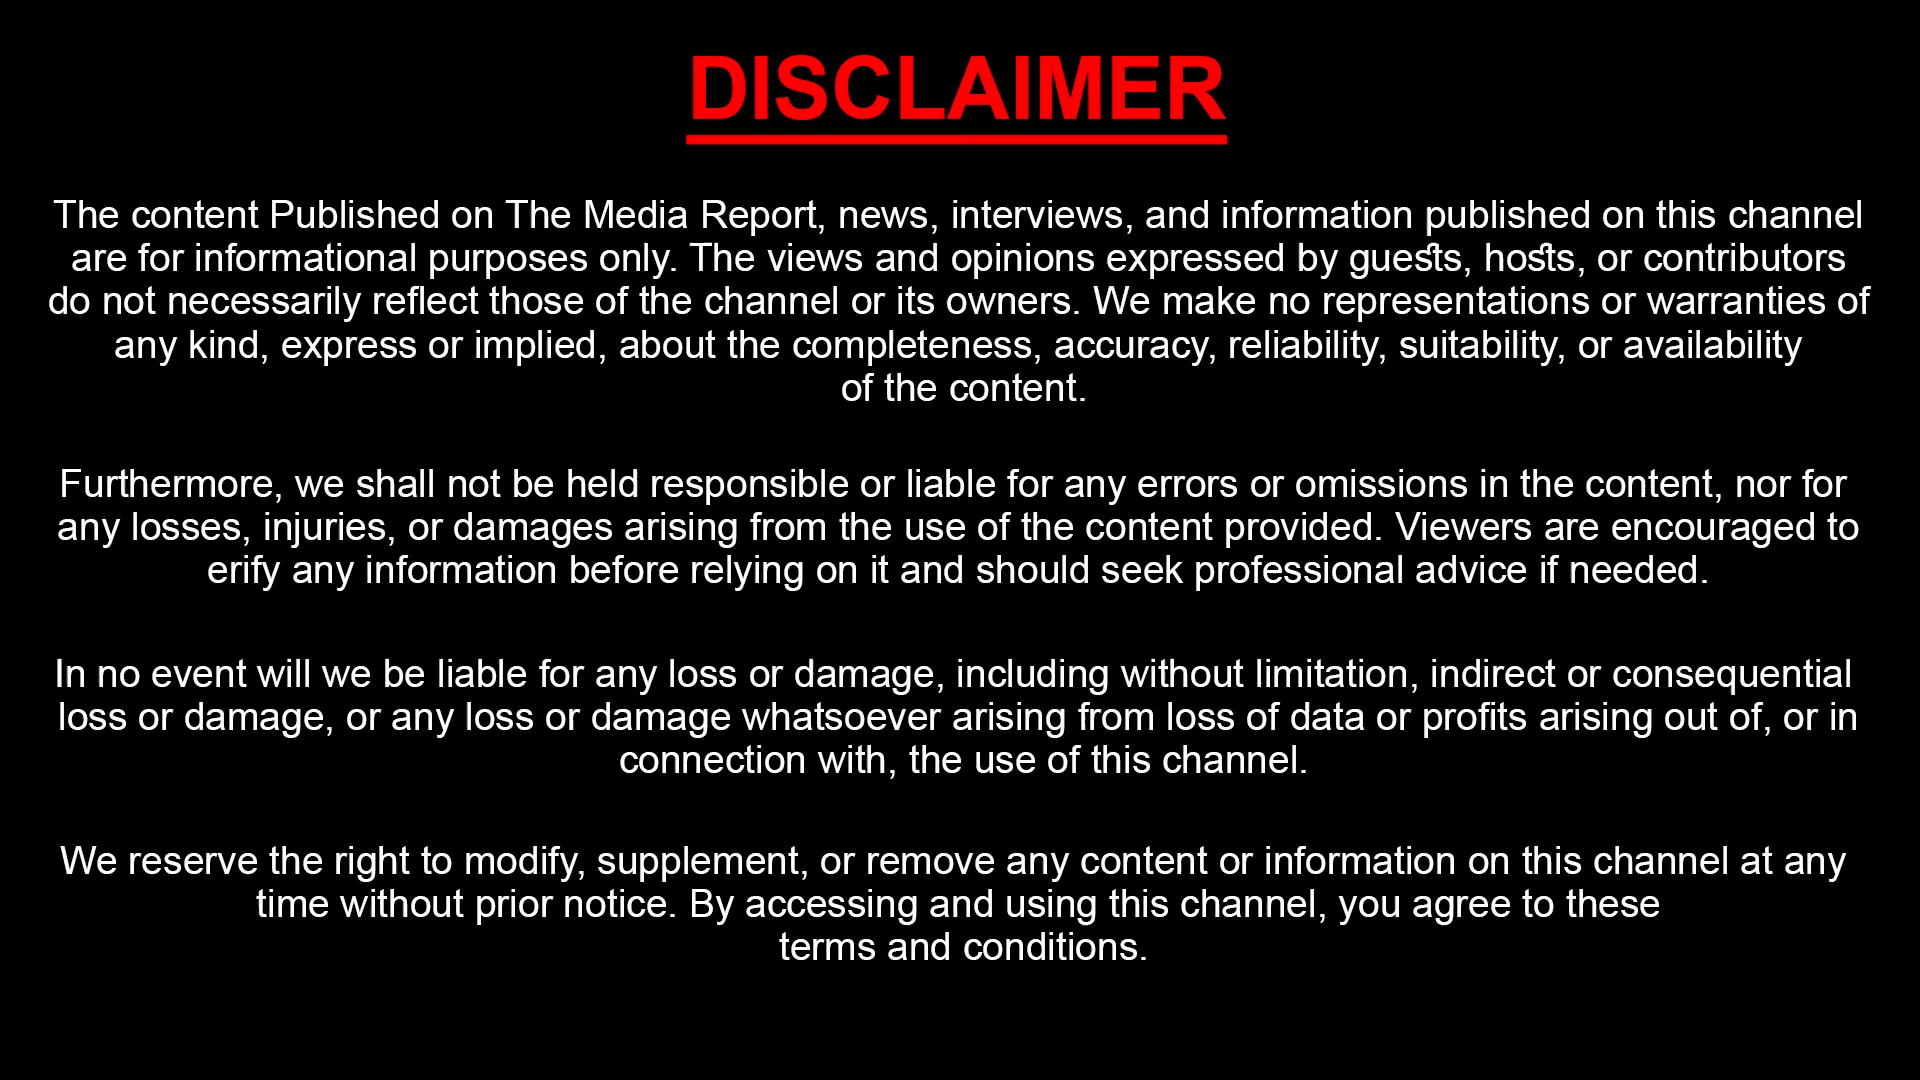 DISCLAIMER
The content Published on The Media Report, news, interviews, and information published on this channel
are for informational purposes only. The views and opinions expressed by guests, hosts, or contributors
do not necessarily reflect those of the channel or its owners. We make no representations or warranties of
any kind, express or implied, about the completeness, accuracy, reliability, suitability, or availability
of the content.
Furthermore, we shall not be held responsible or liable for any errors or omissions in the content, nor for
any losses, injuries, or damages arising from the use of the content provided. Viewers are encouraged to
erify any information before relying on it and should seek professional advice if needed.
In no event will we be liable for any loss or damage, including without limitation, indirect or consequential
loss or damage, or any loss or damage whatsoever arising from loss of data or profits arising out of, or in
connection with, the use of this channel.
We reserve the right to modify, supplement, or remove any content or information on this channel at any
time without prior notice. By accessing and using this channel, you agree to these
terms and conditions.